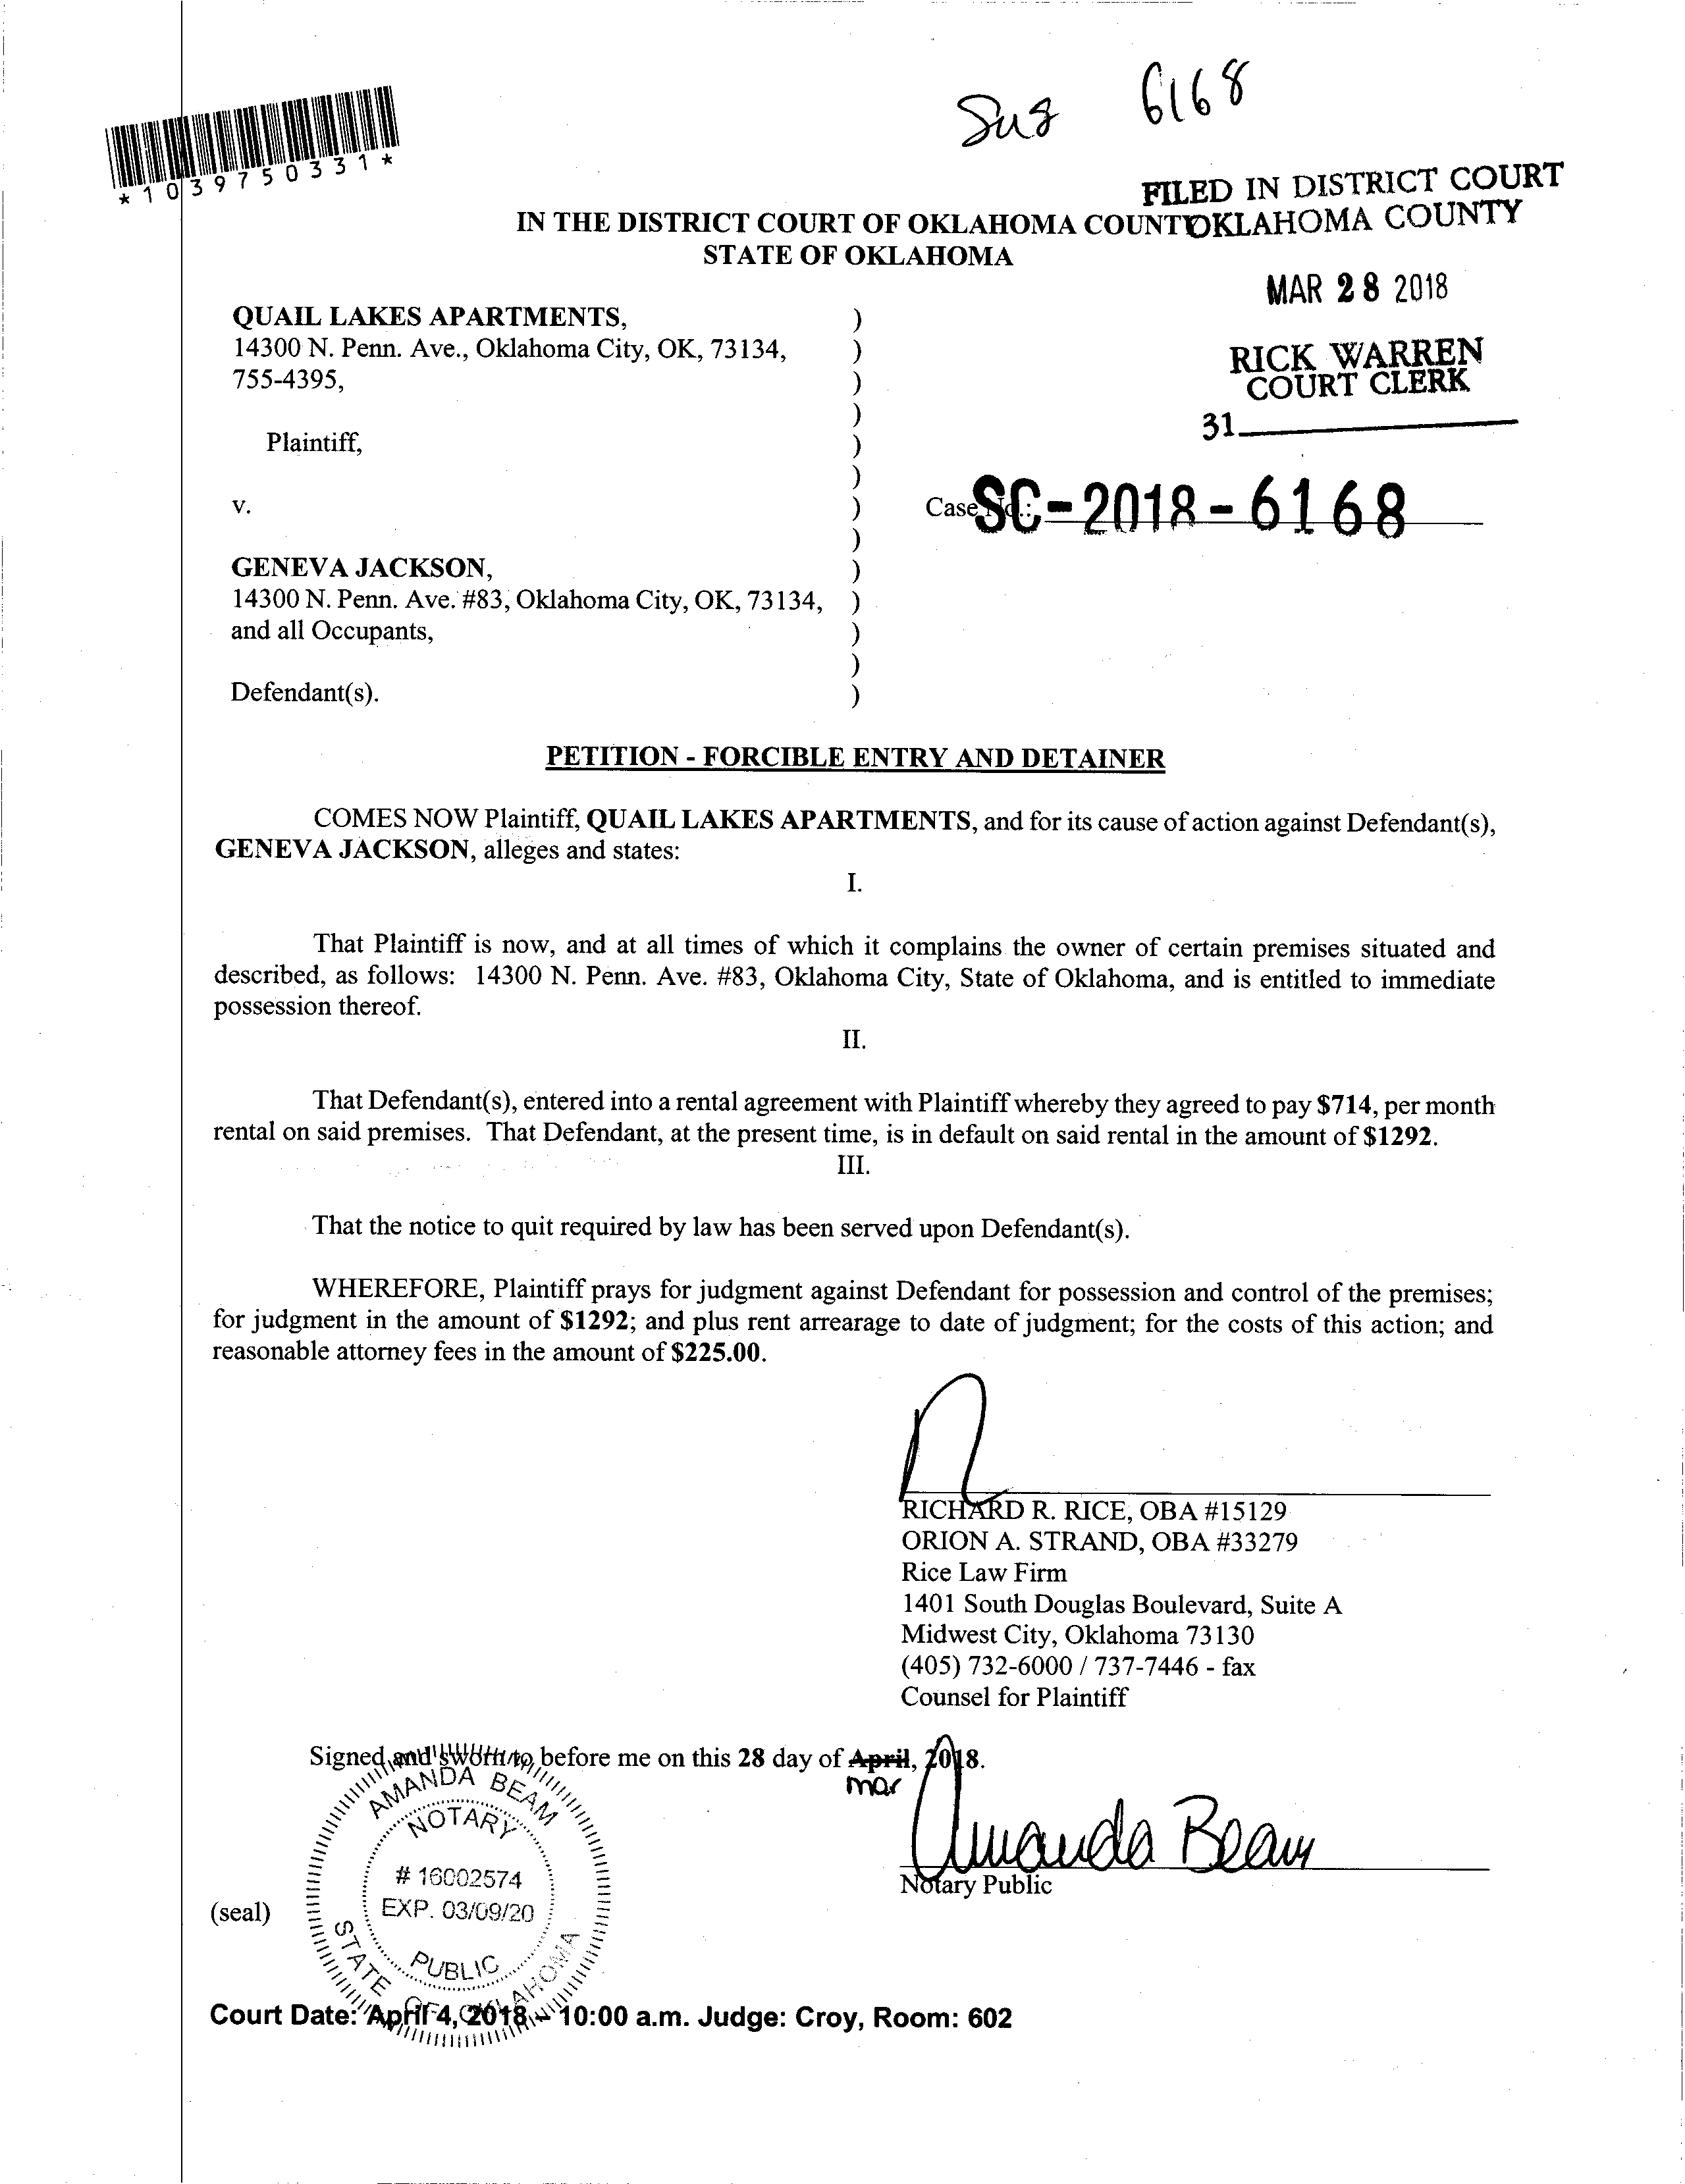 6168
*1039750331*
FILED IN DISTRICT COURT
OKLAHOMA COUNTY
IN THE DISTRICT COURT OF OKLAHOMA COUNT
STATE OF OKLAHOMA
MAR 28 2018
RICK WARREN
COURT CLERK
31
QUAIL LAKES APARTMENTS, )
14300 N. Penn. Ave., Oklahoma City, OK, 73134, )
755-4395, )
)
Plaintiff, )
)
v. )
Case No.: SC-2018-6168
)
GENEVA JACKSON, )
14300 N. Penn. Ave. #83, Oklahoma City, OK, 73134, )
and all Occupants, )
)
Defendant(s). )
PETITION - FORCIBLE ENTRY AND DETAINER
COMES NOW Plaintiff, QUAIL LAKES APARTMENTS, and for its cause of action against Defendant(s),
GENEVA JACKSON, alleges and states:
I.
That Plaintiff is now, and at all times of which it complains the owner of certain premises situated and
described, as follows: 14300 N. Penn. Ave. #83, Oklahoma City, State of Oklahoma, and is entitled to immediate
possession thereof.
II.
That Defendant(s), entered into a rental agreement with Plaintiff whereby they agreed to pay $714, per month
rental on said premises. That Defendant, at the present time, is in default on said rental in the amount of $1292.
III.
That the notice to quit required by law has been served upon Defendant(s).
WHEREFORE, Plaintiff prays for judgment against Defendant for possession and control of the premises;
for judgment in the amount of $1292; and plus rent arrearage to date of judgment; for the costs of this action; and
reasonable attorney fees in the amount of $225.00.
RICHARD R. RICE, OBA #15129
ORION A. STRAND, OBA #33279
Rice Law Firm
1401 South Douglas Boulevard, Suite A
Midwest City, Oklahoma 73130
(405) 732-6000 / 737-7446 - fax
Counsel for Plaintiff
Signed and sworn to before me on this 28 day of April, 2018.
mar
Amanda Beam
Notary Public
(seal)
AMANDA BEAM
NOTARY
# 16002574
EXP. 03/09/20
PUBLIC
STATE OF OKLAHOMA
Court Date: April 4, 2018 - 10:00 a.m. Judge: Croy, Room: 602